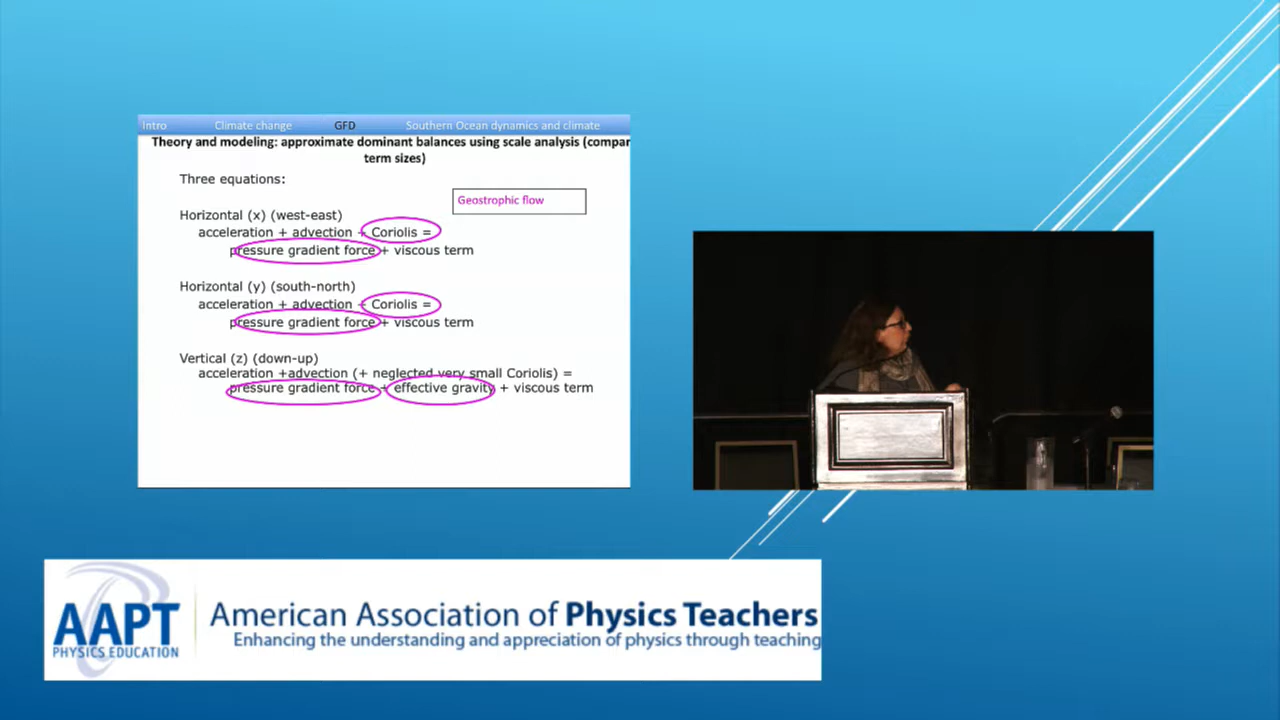 Intro Climate change GFD Southern Ocean dynamics and climate
Theory and modeling: approximate dominant balances using scale analysis (compar
term sizes)
Three equations:
Geostrophic flow
Horizontal (x) (west-east)
acceleration + advection + Coriolis =
pressure gradient force + viscous term
Horizontal (y) (south-north)
acceleration + advection + Coriolis =
pressure gradient force + viscous term
Vertical (z) (down-up)
acceleration +advection (+ neglected very small Coriolis) =
pressure gradient force + effective gravity + viscous term
AAPT
PHYSICS EDUCATION
American Association of Physics Teachers
Enhancing the understanding and appreciation of physics through teaching